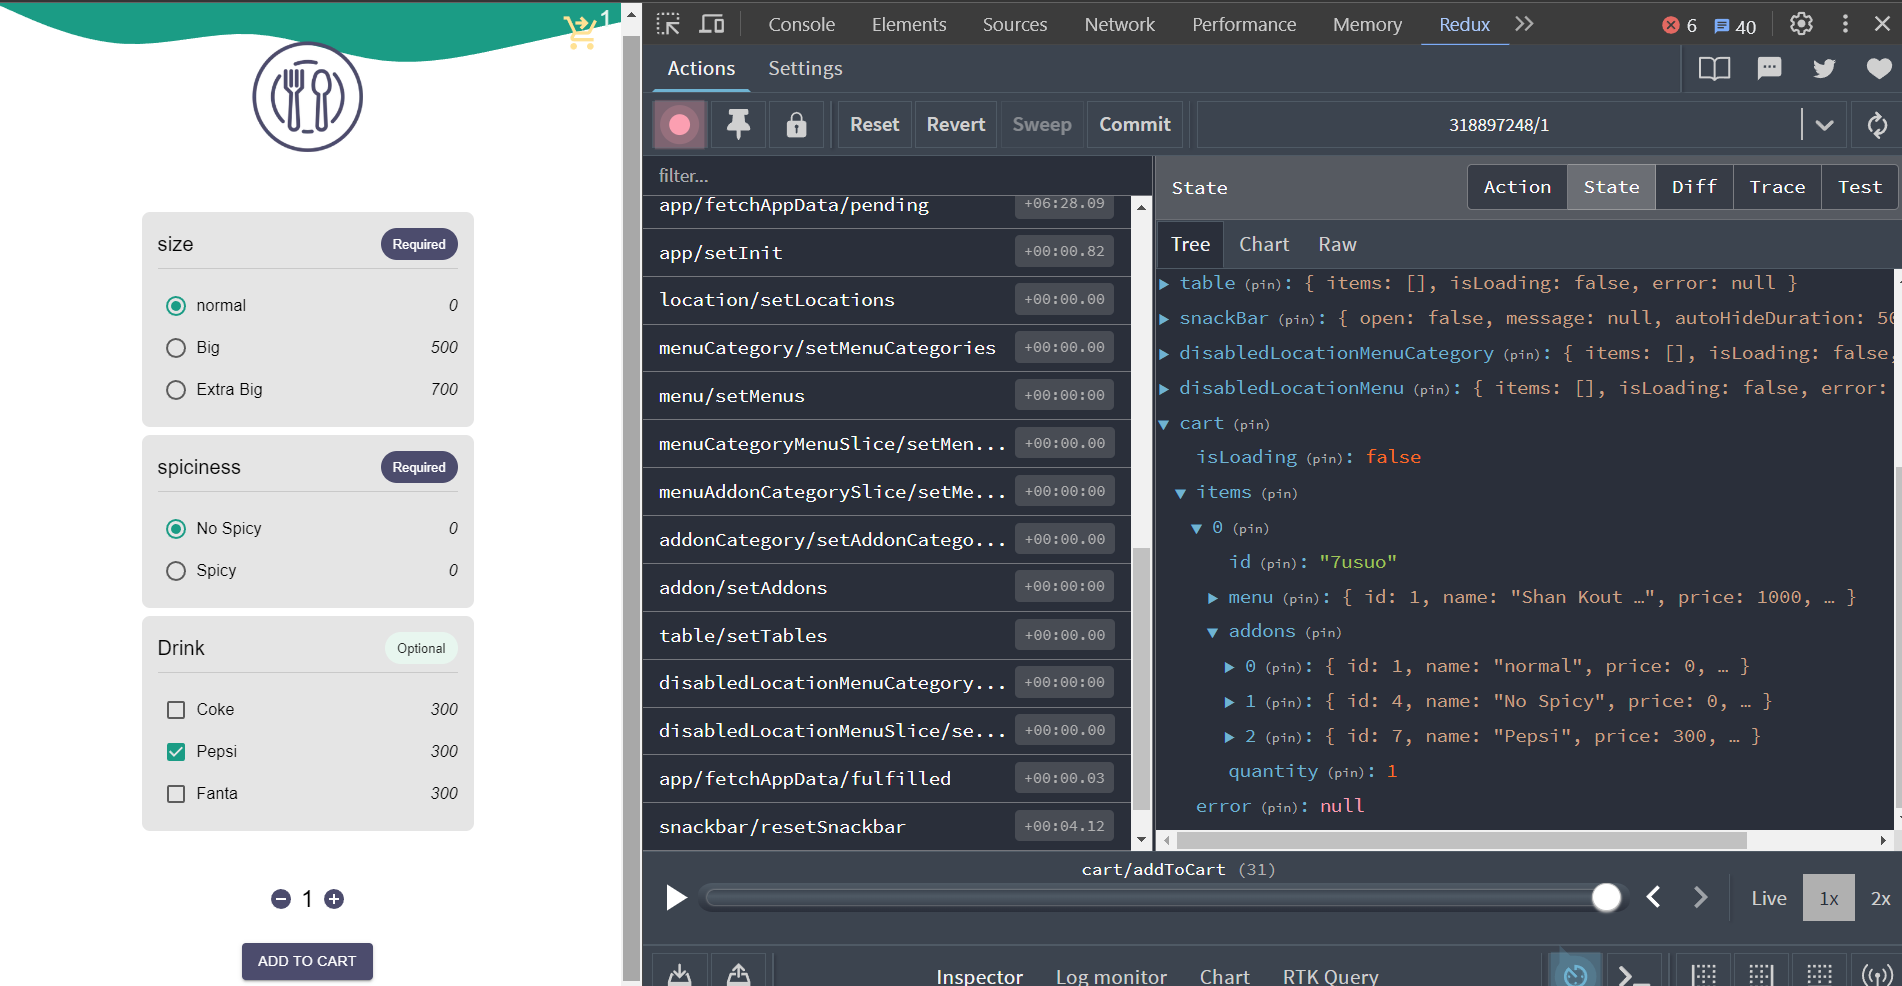 1
size
Required
normal 0
Big 500
Extra Big 700
spiciness
Required
No Spicy 0
Spicy 0
Drink
Optional
Coke 300
Pepsi 300
Fanta 300
1
ADD TO CART
Console Elements Sources Network Performance Memory Redux 6 40
Actions Settings
Reset Revert Sweep Commit 318897248/1
filter...
app/fetchAppData/pending +06:28.09
app/setInit +00:00.82
location/setLocations +00:00.00
menuCategory/setMenuCategories +00:00.00
menu/setMenus +00:00:00
menuCategoryMenuSlice/setMen... +00:00.00
menuAddonCategorySlice/setMe... +00:00:00
addonCategory/setAddonCatego... +00:00.00
addon/setAddons +00:00:00
table/setTables +00:00.00
disabledLocationMenuCategory... +00:00:00
disabledLocationMenuSlice/se... +00:00.00
app/fetchAppData/fulfilled +00:00.03
snackbar/resetSnackbar +00:04.12
State Action State Diff Trace Test
Tree Chart Raw
table (pin): { items: [], isLoading: false, error: null }
snackBar (pin): { open: false, message: null, autoHideDuration: 50
disabledLocationMenuCategory (pin): { items: [], isLoading: false,
disabledLocationMenu (pin): { items: [], isLoading: false, error:
cart (pin)
isLoading (pin): false
items (pin)
0 (pin)
id (pin): "7usuo"
menu (pin): { id: 1, name: "Shan Kout …", price: 1000, … }
addons (pin)
0 (pin): { id: 1, name: "normal", price: 0, … }
1 (pin): { id: 4, name: "No Spicy", price: 0, … }
2 (pin): { id: 7, name: "Pepsi", price: 300, … }
quantity (pin): 1
error (pin): null
cart/addToCart (31)
Live 1x 2x
Inspector Log monitor Chart RTK Query